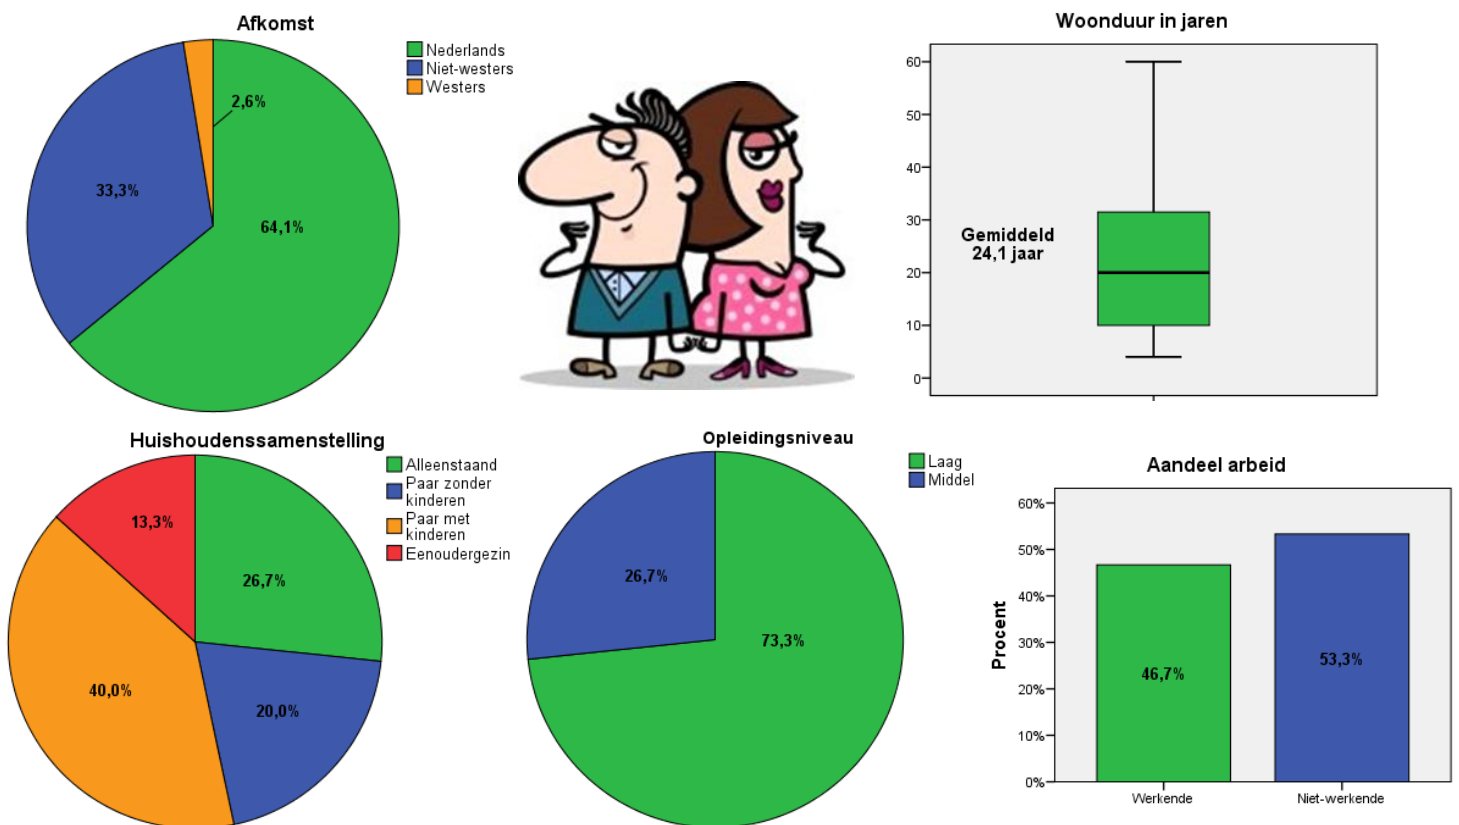 Afkomst
Nederlands
Niet-westers
Westers
2,6%
33,3%
64,1%
Woonduur in jaren
60
50
40
30
20
10
0
Gemiddeld
24,1 jaar
Huishoudenssamenstelling
Alleenstaand
Paar zonder
kinderen
Paar met
kinderen
Eenoudergezin
13,3%
26,7%
40,0%
20,0%
Opleidingsniveau
Laag
Middel
26,7%
73,3%
Aandeel arbeid
Procent
60%
50%
40%
30%
20%
10%
0%
46,7%
53,3%
Werkende
Niet-werkende